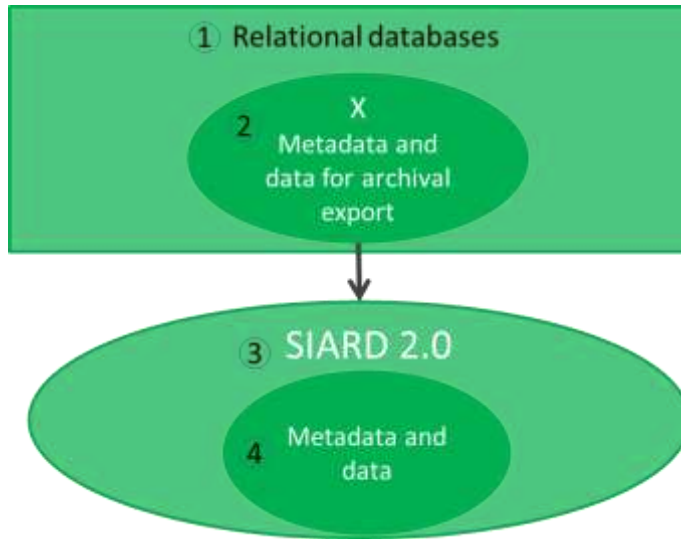 ① Relational databases
X
2 Metadata and
data for archival
export
③ SIARD 2.0
4 Metadata and
data